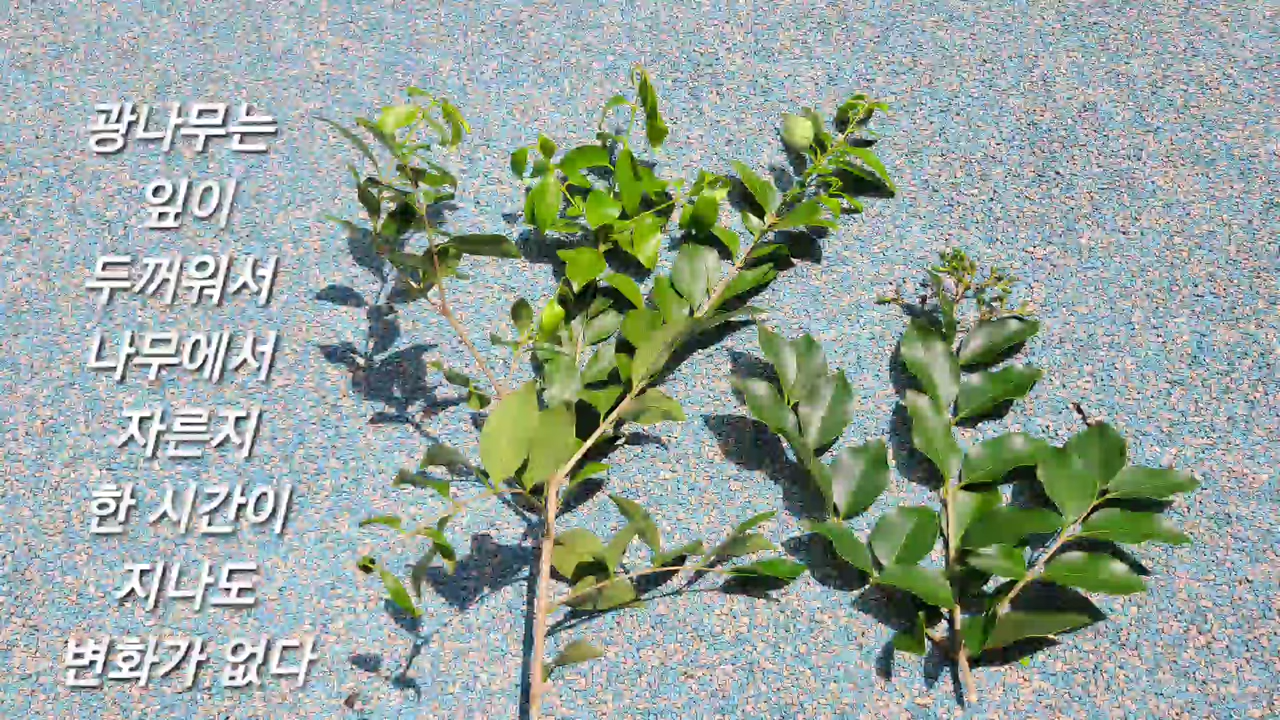 광나무는
잎이
두꺼워서
나무에서
자른지
한 시간이
지나도
변화가 없다